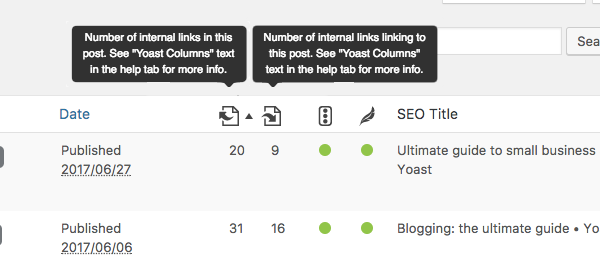 Number of internal links in this
post. See "Yoast Columns" text
in the help tab for more info.
Number of internal links linking to
this post. See "Yoast Columns"
text in the help tab for more info.
Sea
Date
SEO Title
Published
2017/06/27
20
9
Ultimate guide to small business
Yoast
Published
2017/06/06
31
16
Blogging: the ultimate guide • Yo